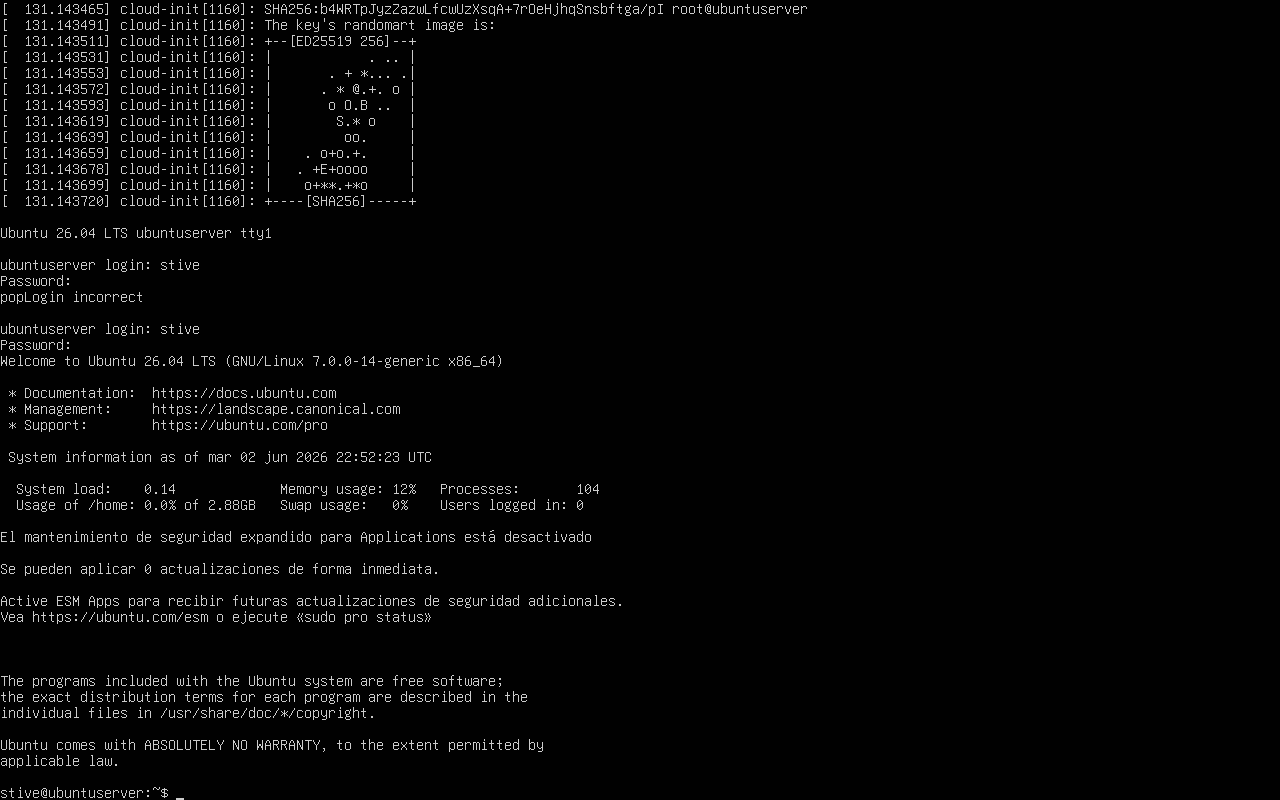 [  131.143465] cloud-init[1160]: SHA256:b4WRTpJyzZazwLfcwUzXsqA+7rOeHjhqSnsbftga/pI root@ubuntuserver
[  131.143491] cloud-init[1160]: The key's randomart image is:
[  131.143511] cloud-init[1160]: +--[ED25519 256]--+
[  131.143531] cloud-init[1160]: |            . .. |
[  131.143553] cloud-init[1160]: |       . + *... .|
[  131.143572] cloud-init[1160]: |      . * @.+. o |
[  131.143593] cloud-init[1160]: |       o O.B ..  |
[  131.143619] cloud-init[1160]: |        S.* o    |
[  131.143639] cloud-init[1160]: |         oo.     |
[  131.143659] cloud-init[1160]: |    . o+o.+.     |
[  131.143678] cloud-init[1160]: |   . +E+oooo     |
[  131.143699] cloud-init[1160]: |    o+**.+*o     |
[  131.143720] cloud-init[1160]: +----[SHA256]-----+
Ubuntu 26.04 LTS ubuntuserver tty1
ubuntuserver login: stive
Password:
popLogin incorrect
ubuntuserver login: stive
Password:
Welcome to Ubuntu 26.04 LTS (GNU/Linux 7.0.0-14-generic x86_64)
 * Documentation:  https://docs.ubuntu.com
 * Management:     https://landscape.canonical.com
 * Support:        https://ubuntu.com/pro
 System information as of mar 02 jun 2026 22:52:23 UTC
  System load:    0.14             Memory usage: 12%   Processes:       104
  Usage of /home: 0.0% of 2.88GB   Swap usage:   0%    Users logged in: 0
El mantenimiento de seguridad expandido para Applications está desactivado
Se pueden aplicar 0 actualizaciones de forma inmediata.
Active ESM Apps para recibir futuras actualizaciones de seguridad adicionales.
Vea https://ubuntu.com/esm o ejecute «sudo pro status»
The programs included with the Ubuntu system are free software;
the exact distribution terms for each program are described in the
individual files in /usr/share/doc/*/copyright.
Ubuntu comes with ABSOLUTELY NO WARRANTY, to the extent permitted by
applicable law.
stive@ubuntuserver:~$ _